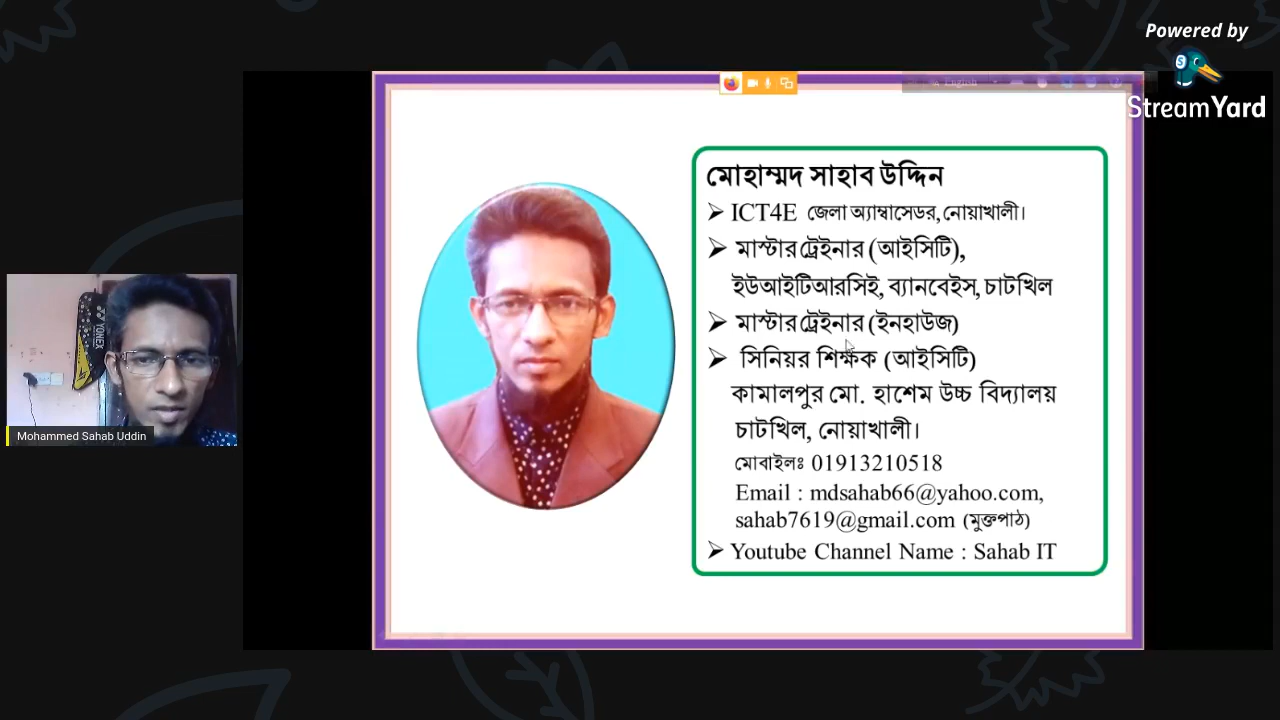 Powered by
StreamYard
English
মোহাম্মদ সাহাব উদ্দিন
➢ ICT4E জেলা অ্যাম্বাসেডর, নোয়াখালী।
➢ মাস্টার ট্রেইনার (আইসিটি),
ইউআইটিআরসিই, ব্যানবেইস, চাটখিল
➢ মাস্টার ট্রেইনার (ইনহাউজ)
➢ সিনিয়র শিক্ষক (আইসিটি)
কামালপুর মো. হাশেম উচ্চ বিদ্যালয়
চাটখিল, নোয়াখালী।
মোবাইলঃ 01913210518
Email : mdsahab66@yahoo.com,
sahab7619@gmail.com (মুক্তপাঠ)
➢ Youtube Channel Name : Sahab IT
YONEX
Mohammed Sahab Uddin